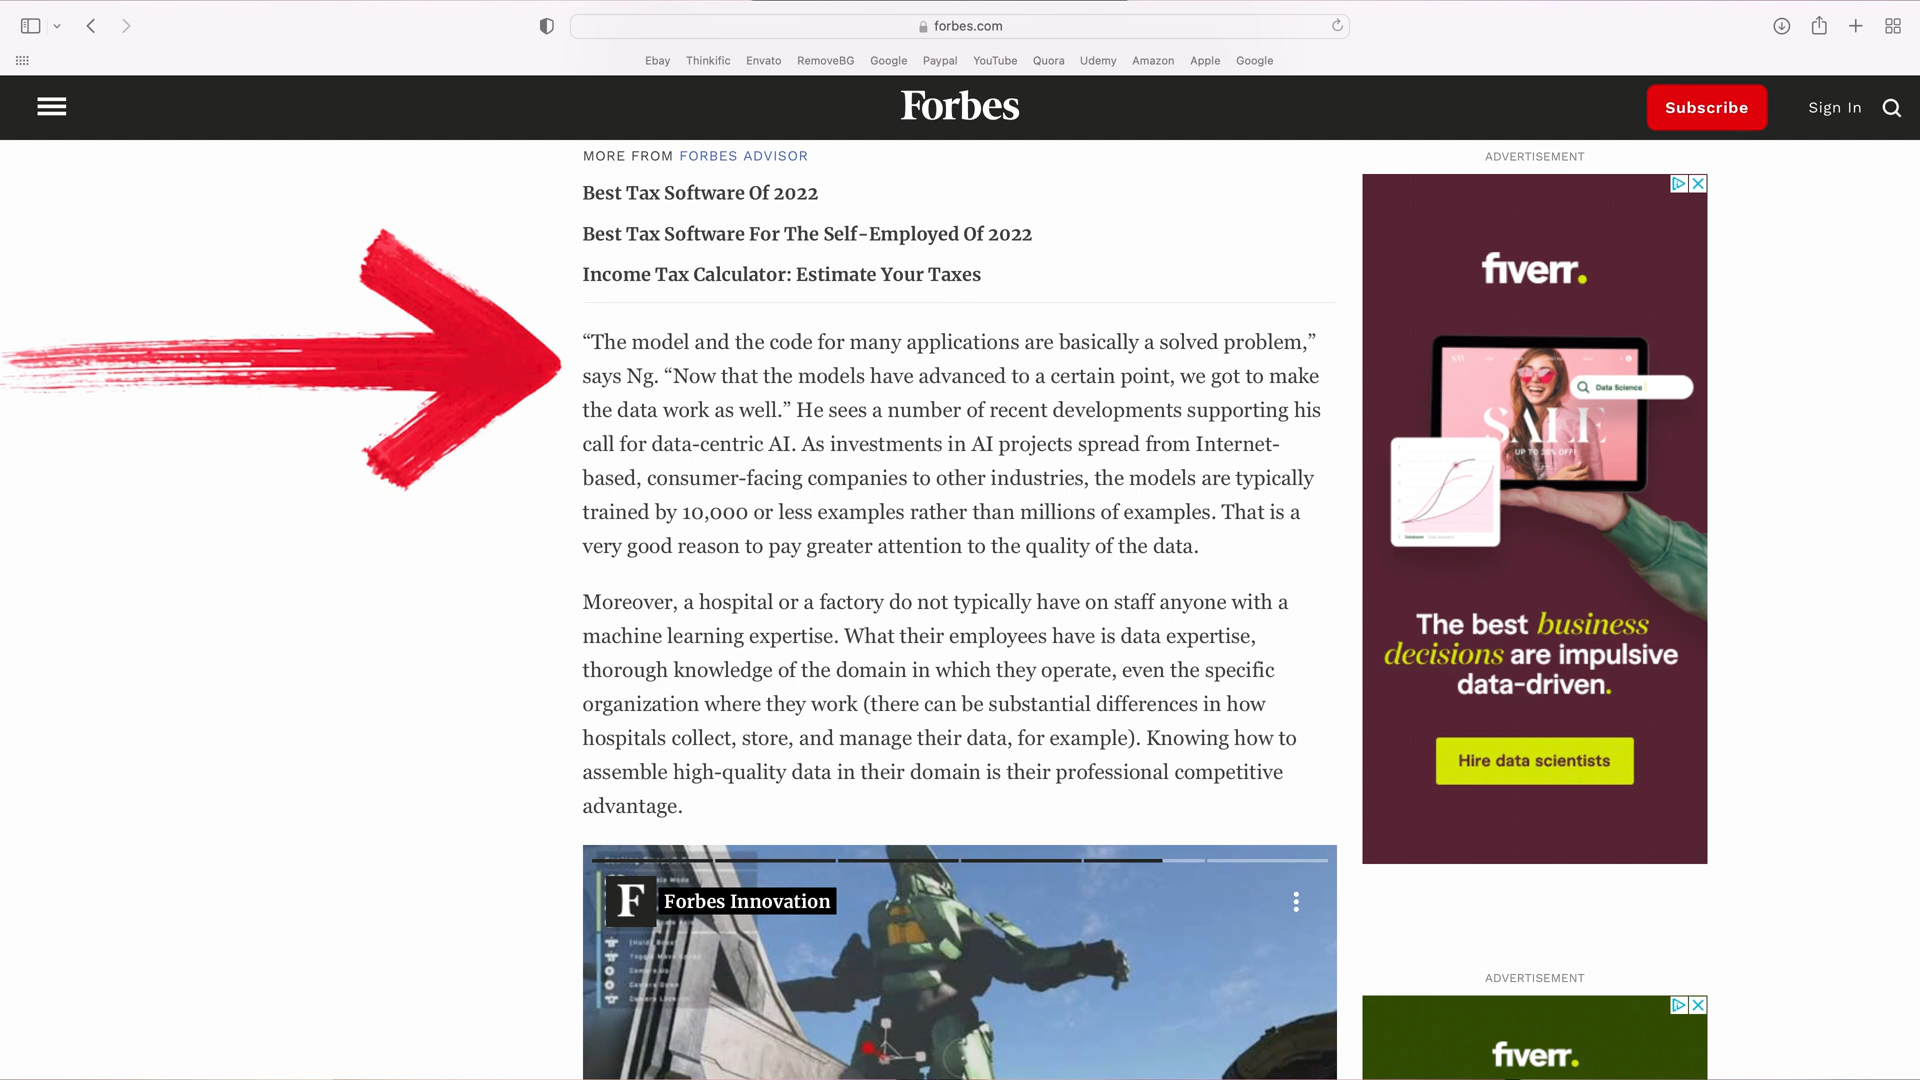 forbes.com
Ebay Thinkific Envato RemoveBG Google Paypal YouTube Quora Udemy Amazon Apple Google
Forbes
Subscribe
Sign In
MORE FROM FORBES ADVISOR
Best Tax Software Of 2022
Best Tax Software For The Self-Employed Of 2022
Income Tax Calculator: Estimate Your Taxes
“The model and the code for many applications are basically a solved problem,”
says Ng. “Now that the models have advanced to a certain point, we got to make
the data work as well.” He sees a number of recent developments supporting his
call for data-centric AI. As investments in AI projects spread from Internet-
based, consumer-facing companies to other industries, the models are typically
trained by 10,000 or less examples rather than millions of examples. That is a
very good reason to pay greater attention to the quality of the data.
Moreover, a hospital or a factory do not typically have on staff anyone with a
machine learning expertise. What their employees have is data expertise,
thorough knowledge of the domain in which they operate, even the specific
organization where they work (there can be substantial differences in how
hospitals collect, store, and manage their data, for example). Knowing how to
assemble high-quality data in their domain is their professional competitive
advantage.
F
Forbes Innovation
Camera Up
Camera Down
ADVERTISEMENT
fiverr.
Data Science
SALE
The best business
decisions are impulsive
data-driven.
Hire data scientists
ADVERTISEMENT
fiverr.